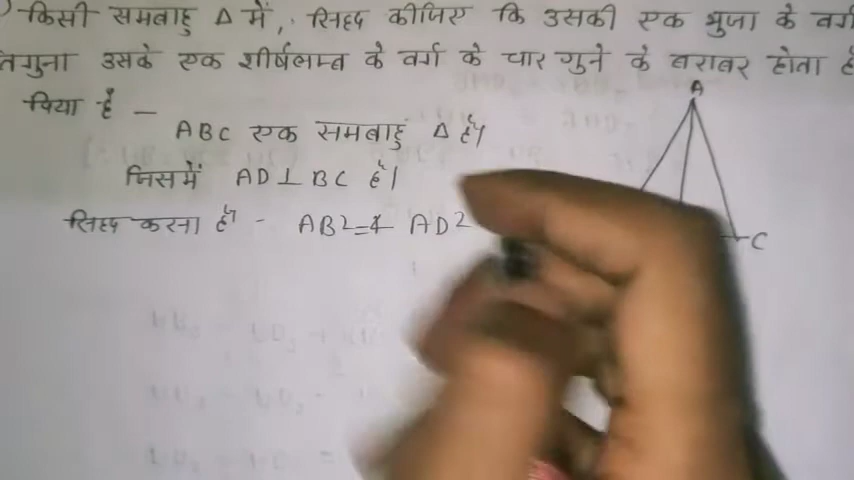 किसी समबाहु Δ में, सिद्द कीजिए कि उसकी एक भुजा के वर्ग
तिगुना उसके एक शीर्षलम्ब के वर्ग के चार गुने के बराबर होता है
दिया है –
ABC एक समबाहु Δ है।
जिसमें AD⊥BC है।
सिद्द करना है - AB²=4 AD²
A
C